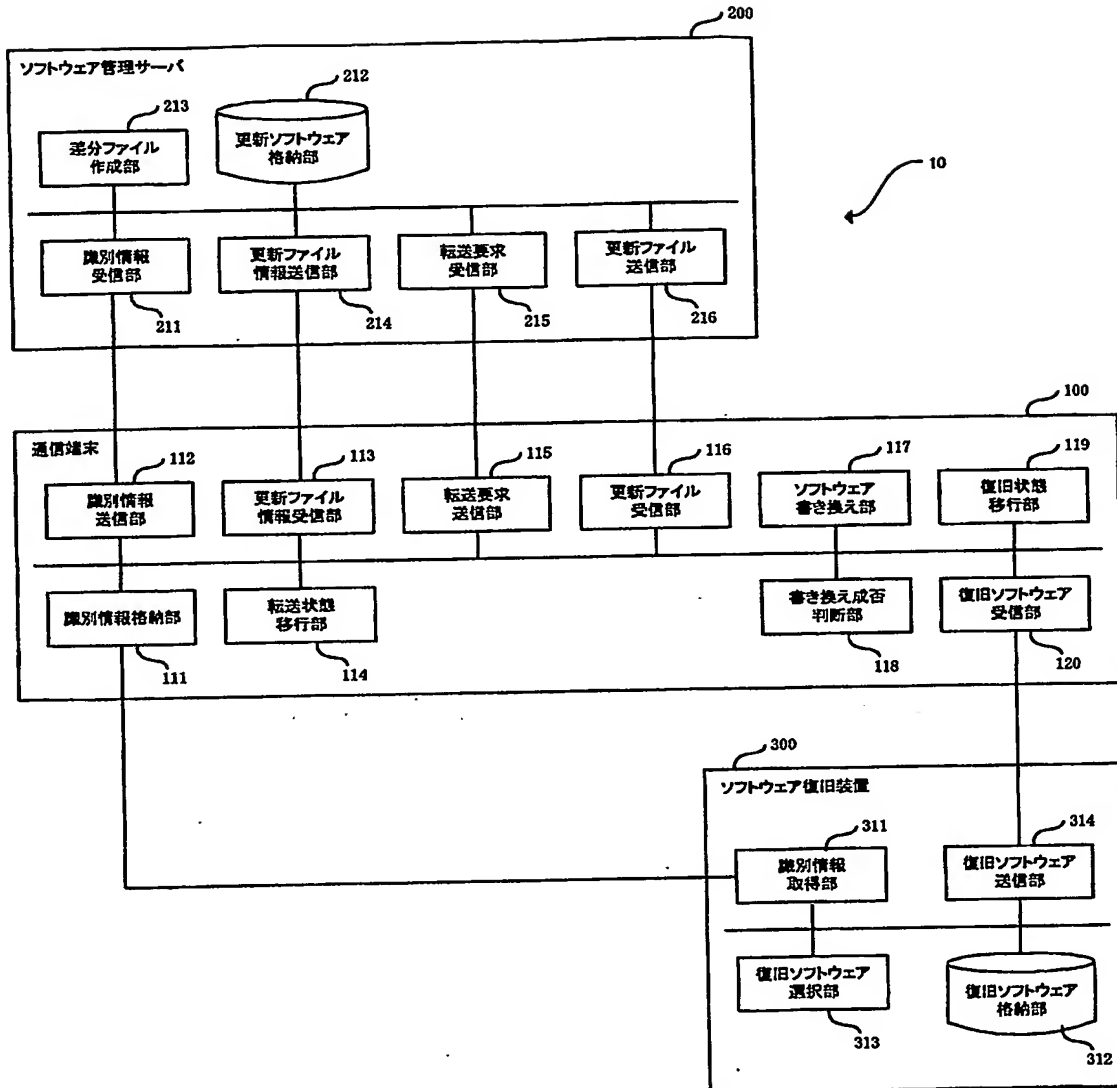 200
ソフトウェア管理サーバ
213
212
差分ファイル
作成部
更新ソフトウェア
格納部
10
識別情報
受信部
更新ファイル
情報送信部
転送要求
受信部
更新ファイル
送信部
211
214
215
216
100
通信端末
112
113
115
116
117
119
識別情報
送信部
更新ファイル
情報受信部
転送要求
送信部
更新ファイル
受信部
ソフトウェア
書き換え部
復旧状態
移行部
識別情報格納部
転送状態
移行部
書き換え成否
判断部
復旧ソフトウェア
受信部
111
114
118
120
300
ソフトウェア復旧装置
311
314
識別情報
取得部
復旧ソフトウェア
送信部
復旧ソフトウェア
選択部
復旧ソフトウェア
格納部
313
312